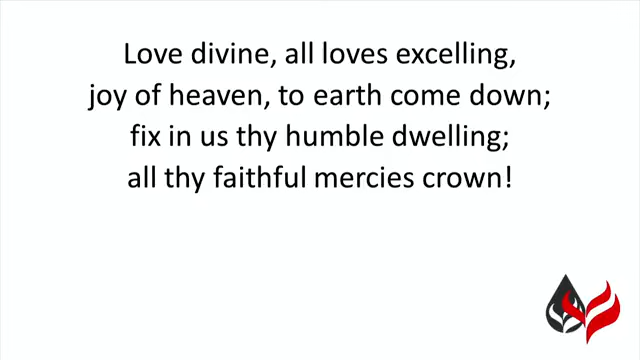 Love divine, all loves excelling,
joy of heaven, to earth come down;
fix in us thy humble dwelling;
all thy faithful mercies crown!